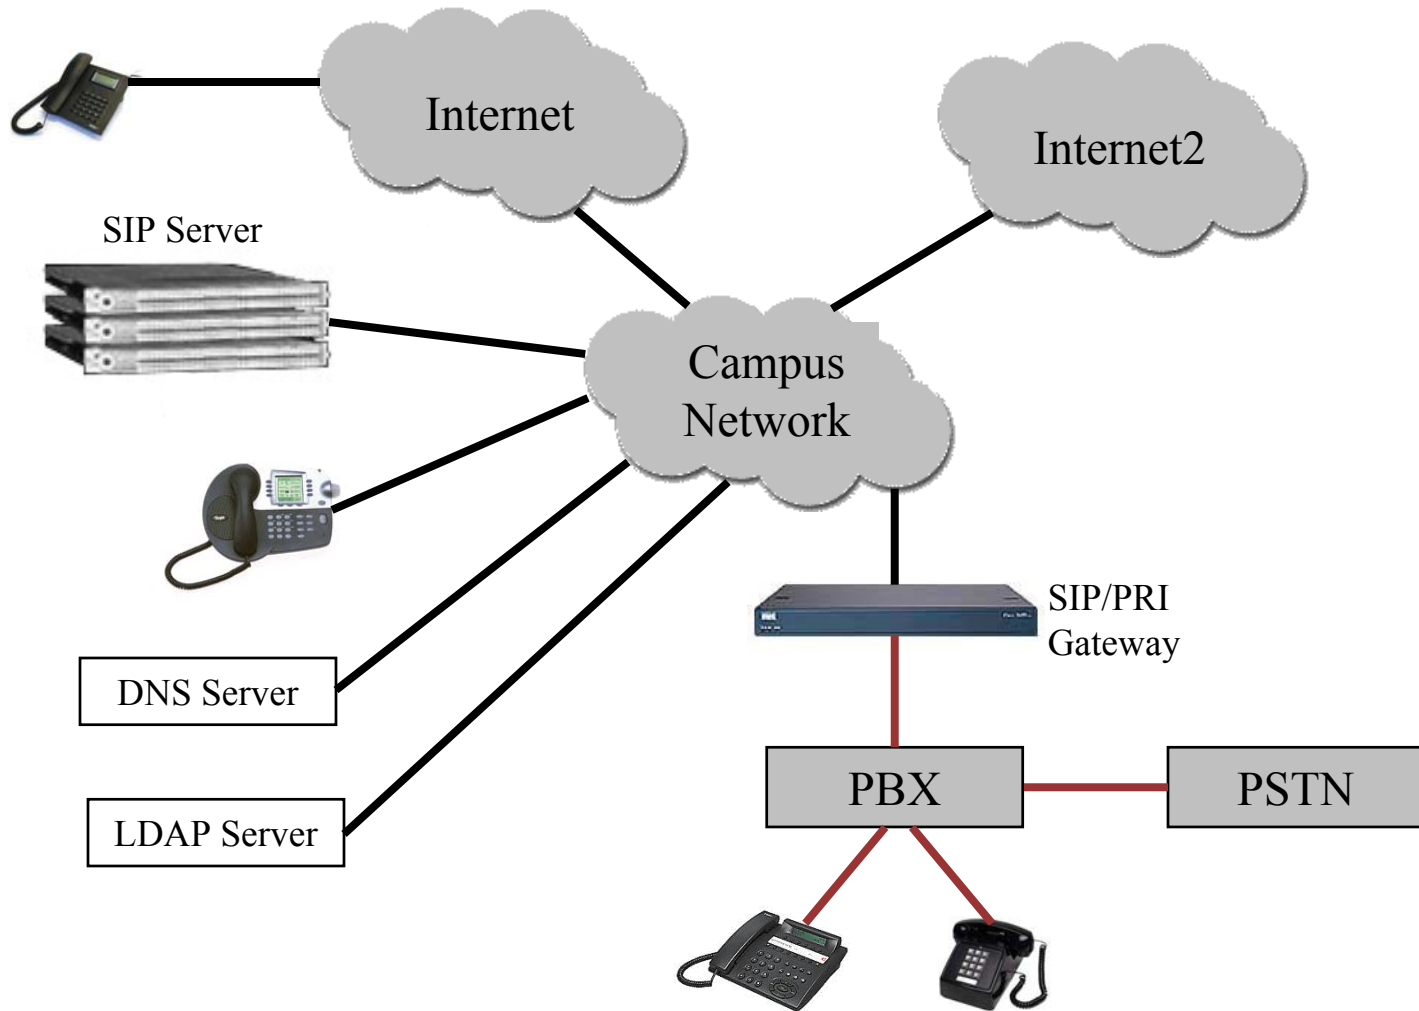 Internet
Internet2
SIP Server
Campus
Network
SIP/PRI
Gateway
DNS Server
PBX
PSTN
LDAP Server